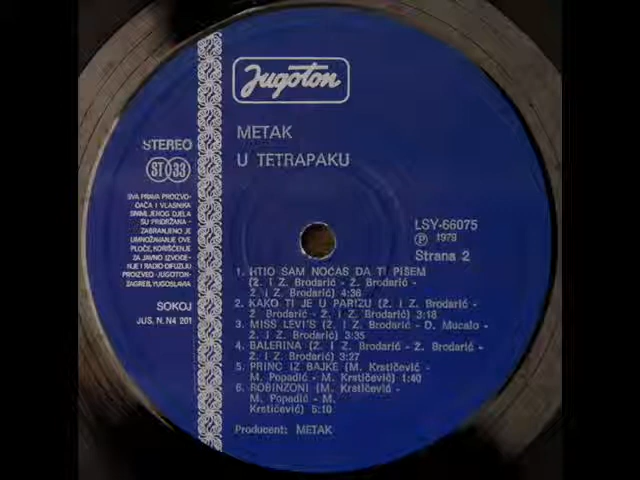 Jugoton
METAK
U TETRAPAKU
STEREO
ST 33
SVA PRAVA PROIZVO-
ĐAČA I VLASNIKA
SNIMLJENOG DJELA
SU PRIDRŽANA -
ZABRANJENO JE
UMNOŽAVANJE OVE
PLOČE, KORIŠĆENJE
ZA JAVNO IZVOĐE-
NJE I RADIO-DIFUZIJU
PROIZVEO-JUGOTON-
ZAGREB, YUGOSLAVIA
SOKOJ
JUS. N. N4 201
LSY-66075
Ⓟ 1979
Strana 2
1. HTIO SAM NOĆAS DA TI PIŠEM
(Ž. i Z. Brodarić - Ž. Brodarić -
Ž. i Z. Brodarić) 4:36
2. KAKO TI JE U PARIZU (Ž. i Z. Brodarić -
Ž. Brodarić - Ž. i Z. Brodarić) 3:18
3. MISS LEVI'S (Ž. i Z. Brodarić - D. Mucalo -
Ž. i Z. Brodarić) 3:35
4. BALERINA (Ž. i Z. Brodarić - Ž. Brodarić -
Ž. i Z. Brodarić) 3:27
5. PRINC IZ BAJKE (M. Krstičević -
M. Popadić - M. Krstičević) 1:40
6. ROBINZONI (M. Krstičević -
M. Popadić - M.
Krstičević) 5:10
Producent: METAK